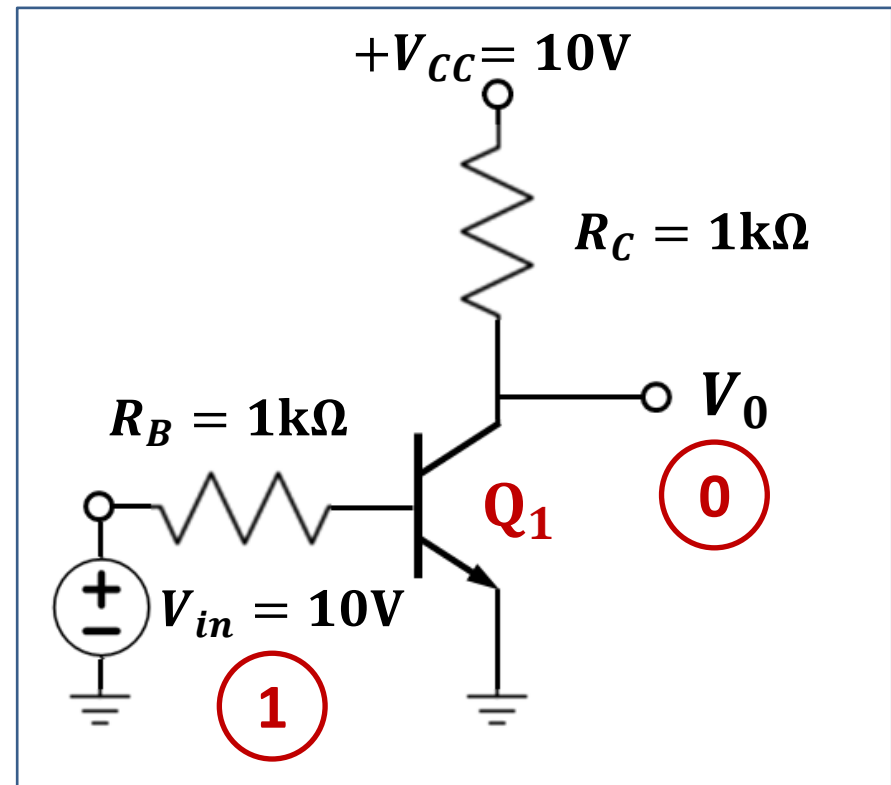 +V_CC = 10V
R_C = 1kΩ
R_B = 1kΩ
V_0
Q_1
0
+
−
V_in = 10V
1